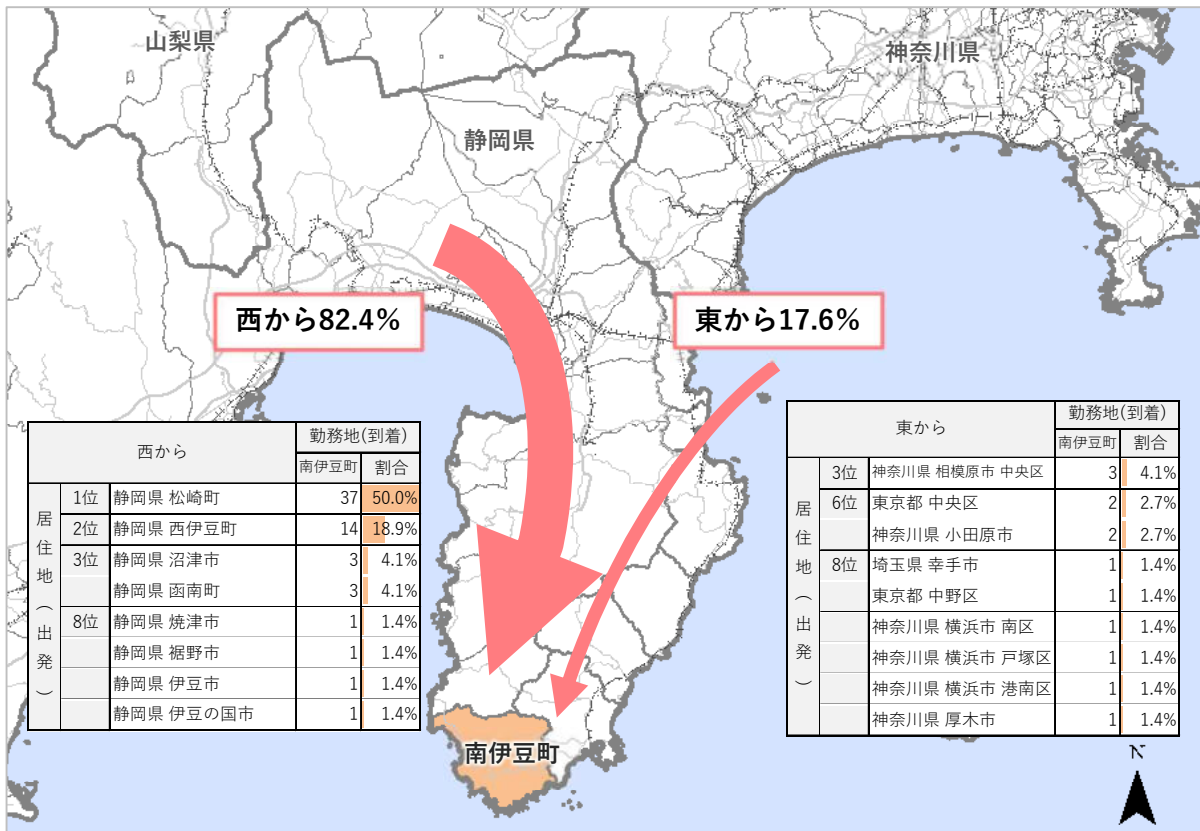 山梨県
神奈川県
静岡県
西から82.4%
東から17.6%
西から
勤務地(到着)
南伊豆町 割合
居住地(出発)
1位 静岡県 松崎町 37 50.0%
2位 静岡県 西伊豆町 14 18.9%
3位 静岡県 沼津市 3 4.1%
静岡県 函南町 3 4.1%
8位 静岡県 焼津市 1 1.4%
静岡県 裾野市 1 1.4%
静岡県 伊豆市 1 1.4%
静岡県 伊豆の国市 1 1.4%
東から
勤務地(到着)
南伊豆町 割合
居住地(出発)
3位 神奈川県 相模原市 中央区 3 4.1%
6位 東京都 中央区 2 2.7%
神奈川県 小田原市 2 2.7%
8位 埼玉県 幸手市 1 1.4%
東京都 中野区 1 1.4%
神奈川県 横浜市 南区 1 1.4%
神奈川県 横浜市 戸塚区 1 1.4%
神奈川県 横浜市 港南区 1 1.4%
神奈川県 厚木市 1 1.4%
南伊豆町
N